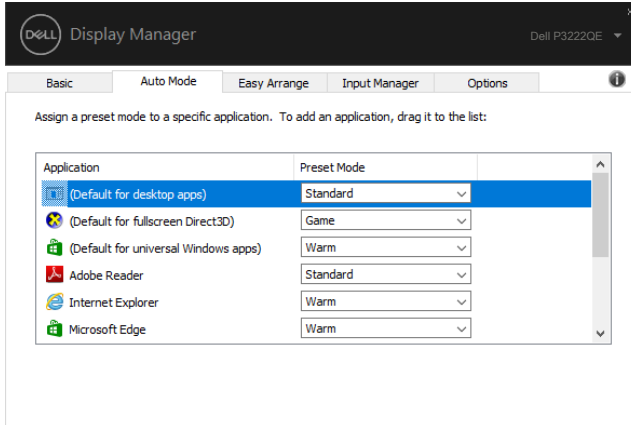 DELL Display Manager
Dell P3222QE
Basic Auto Mode Easy Arrange Input Manager Options
Assign a preset mode to a specific application. To add an application, drag it to the list:
Application Preset Mode
(Default for desktop apps) Standard
(Default for fullscreen Direct3D) Game
(Default for universal Windows apps) Warm
Adobe Reader Standard
Internet Explorer Warm
Microsoft Edge Warm